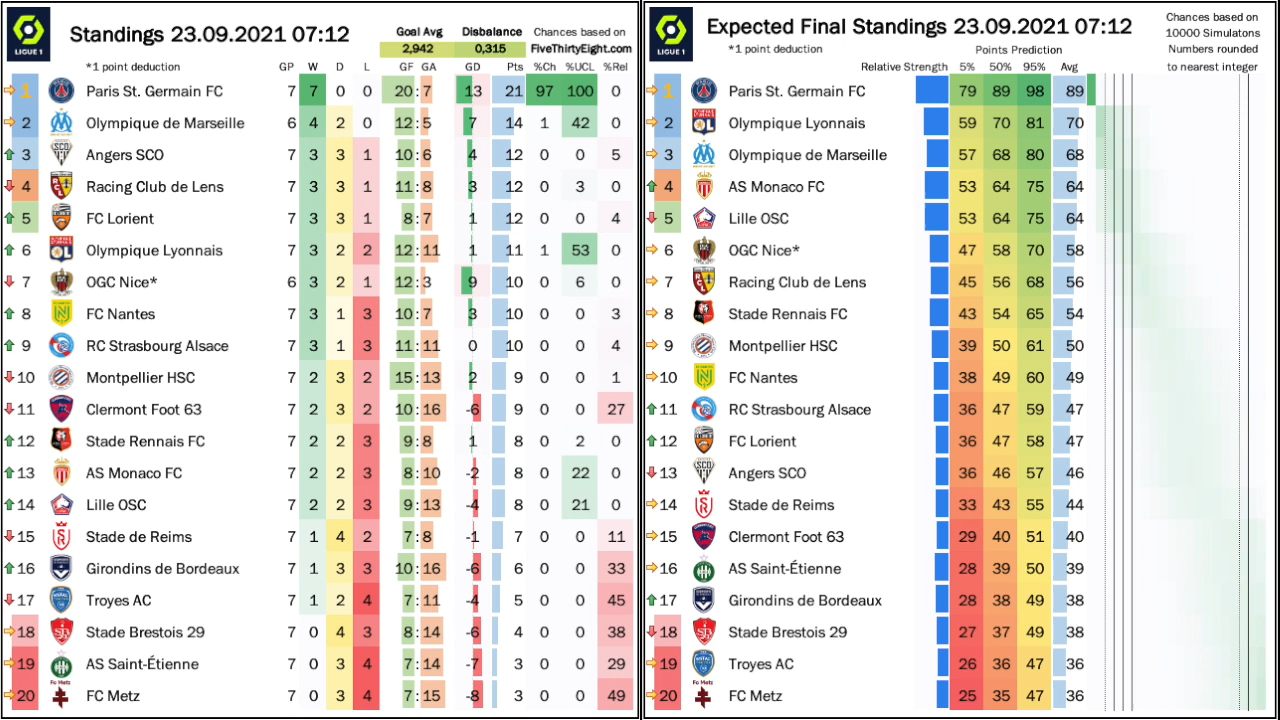 LIGUE 1
Standings 23.09.2021 07:12
Goal Avg Disbalance Chances based on
2,942 0,315 FiveThirtyEight.com
*1 point deduction GP W D L GF GA GD Pts %Ch %UCL %Rel
1 Paris St. Germain FC 7 7 0 0 20:7 13 21 97 100 0
2 Olympique de Marseille 6 4 2 0 12:5 7 14 1 42 0
3 Angers SCO 7 3 3 1 10:6 4 12 0 0 5
4 Racing Club de Lens 7 3 3 1 11:8 3 12 0 3 0
5 FC Lorient 7 3 3 1 8:7 1 12 0 0 4
6 Olympique Lyonnais 7 3 2 2 12:11 1 11 1 53 0
7 OGC Nice* 6 3 2 1 12:3 9 10 0 6 0
8 FC Nantes 7 3 1 3 10:7 3 10 0 0 3
9 RC Strasbourg Alsace 7 3 1 3 11:11 0 10 0 0 4
10 Montpellier HSC 7 2 3 2 15:13 2 9 0 0 1
11 Clermont Foot 63 7 2 3 2 10:16 -6 9 0 0 27
12 Stade Rennais FC 7 2 2 3 9:8 1 8 0 2 0
13 AS Monaco FC 7 2 2 3 8:10 -2 8 0 22 0
14 Lille OSC 7 2 2 3 9:13 -4 8 0 21 0
15 Stade de Reims 7 1 4 2 7:8 -1 7 0 0 11
16 Girondins de Bordeaux 7 1 3 3 10:16 -6 6 0 0 33
17 Troyes AC 7 1 2 4 7:11 -4 5 0 0 45
18 Stade Brestois 29 7 0 4 3 8:14 -6 4 0 0 38
19 AS Saint-Étienne 7 0 3 4 7:14 -7 3 0 0 29
20 FC Metz 7 0 3 4 7:15 -8 3 0 0 49
LIGUE 1
Expected Final Standings 23.09.2021 07:12
Chances based on
10000 Simulatons
Numbers rounded
to nearest integer
*1 point deduction Points Prediction
Relative Strength 5% 50% 95% Avg
1 Paris St. Germain FC 79 89 98 89
2 Olympique Lyonnais 59 70 81 70
3 Olympique de Marseille 57 68 80 68
4 AS Monaco FC 53 64 75 64
5 Lille OSC 53 64 75 64
6 OGC Nice* 47 58 70 58
7 Racing Club de Lens 45 56 68 56
8 Stade Rennais FC 43 54 65 54
9 Montpellier HSC 39 50 61 50
10 FC Nantes 38 49 60 49
11 RC Strasbourg Alsace 36 47 59 47
12 FC Lorient 36 47 58 47
13 Angers SCO 36 46 57 46
14 Stade de Reims 33 43 55 44
15 Clermont Foot 63 29 40 51 40
16 AS Saint-Étienne 28 39 50 39
17 Girondins de Bordeaux 28 38 49 38
18 Stade Brestois 29 27 37 49 38
19 Troyes AC 26 36 47 36
20 FC Metz 25 35 47 36